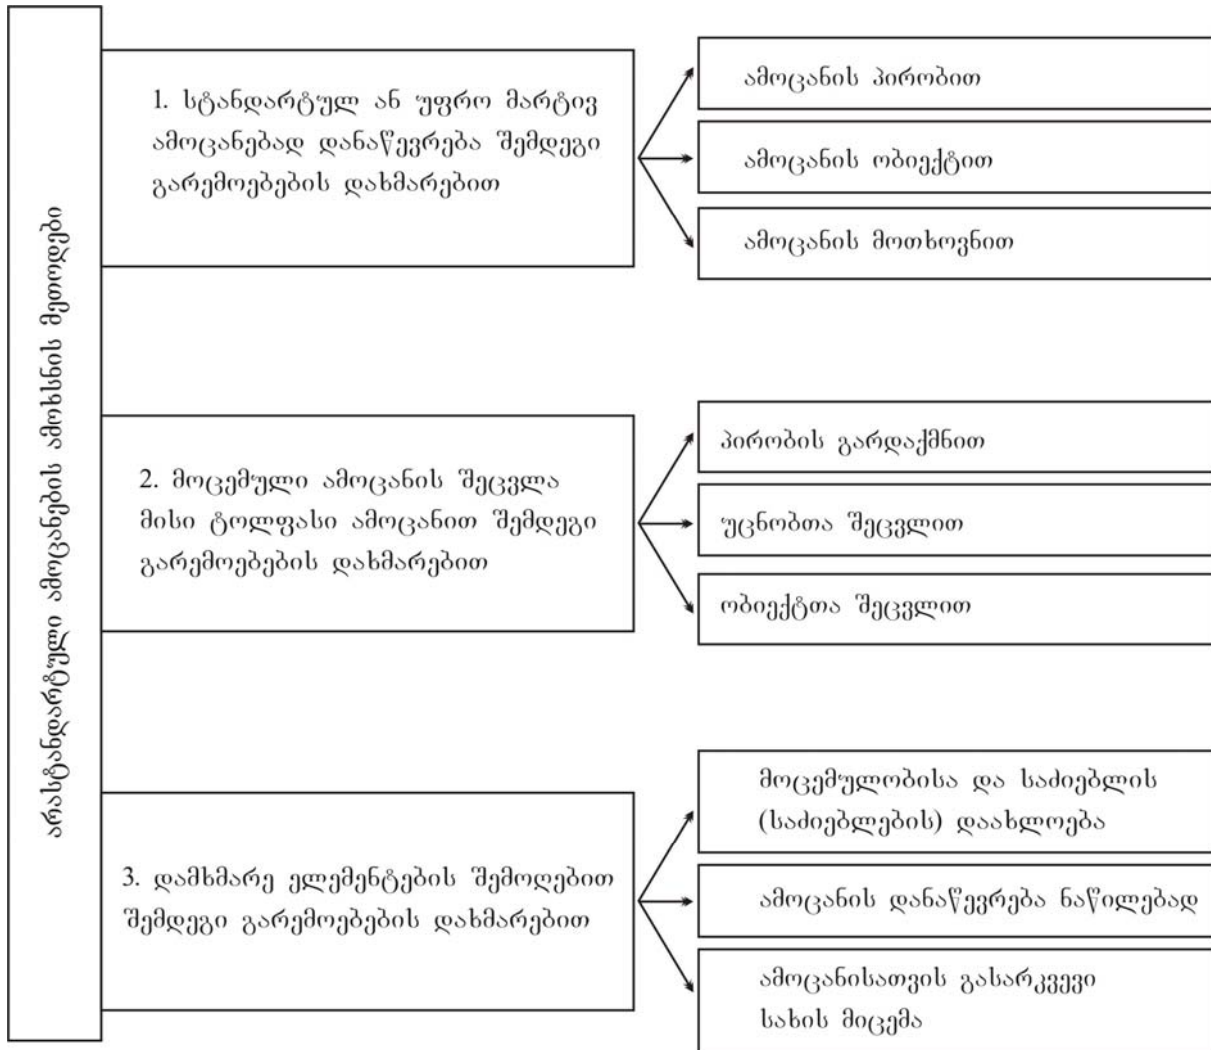 არასტანდარტული ამოცანების ამოხსნის მეთოდები
1. სტანდარტულ ან უფრო მარტივ
ამოცანებად დანაწევრება შემდეგი
გარემოებების დახმარებით
ამოცანის პირობით
ამოცანის ობიექტით
ამოცანის მოთხოვნით
2. მოცემული ამოცანის შეცვლა
მისი ტოლფასი ამოცანით შემდეგი
გარემოებების დახმარებით
პირობის გარდაქმნით
უცნობთა შეცვლით
ობიექტთა შეცვლით
3. დამხმარე ელემენტების შემოღებით
შემდეგი გარემოებების დახმარებით
მოცემულობისა და საძიებლის
(საძიებლების) დაახლოება
ამოცანის დანაწევრება ნაწილებად
ამოცანისათვის გასარკვევი
სახის მიცემა